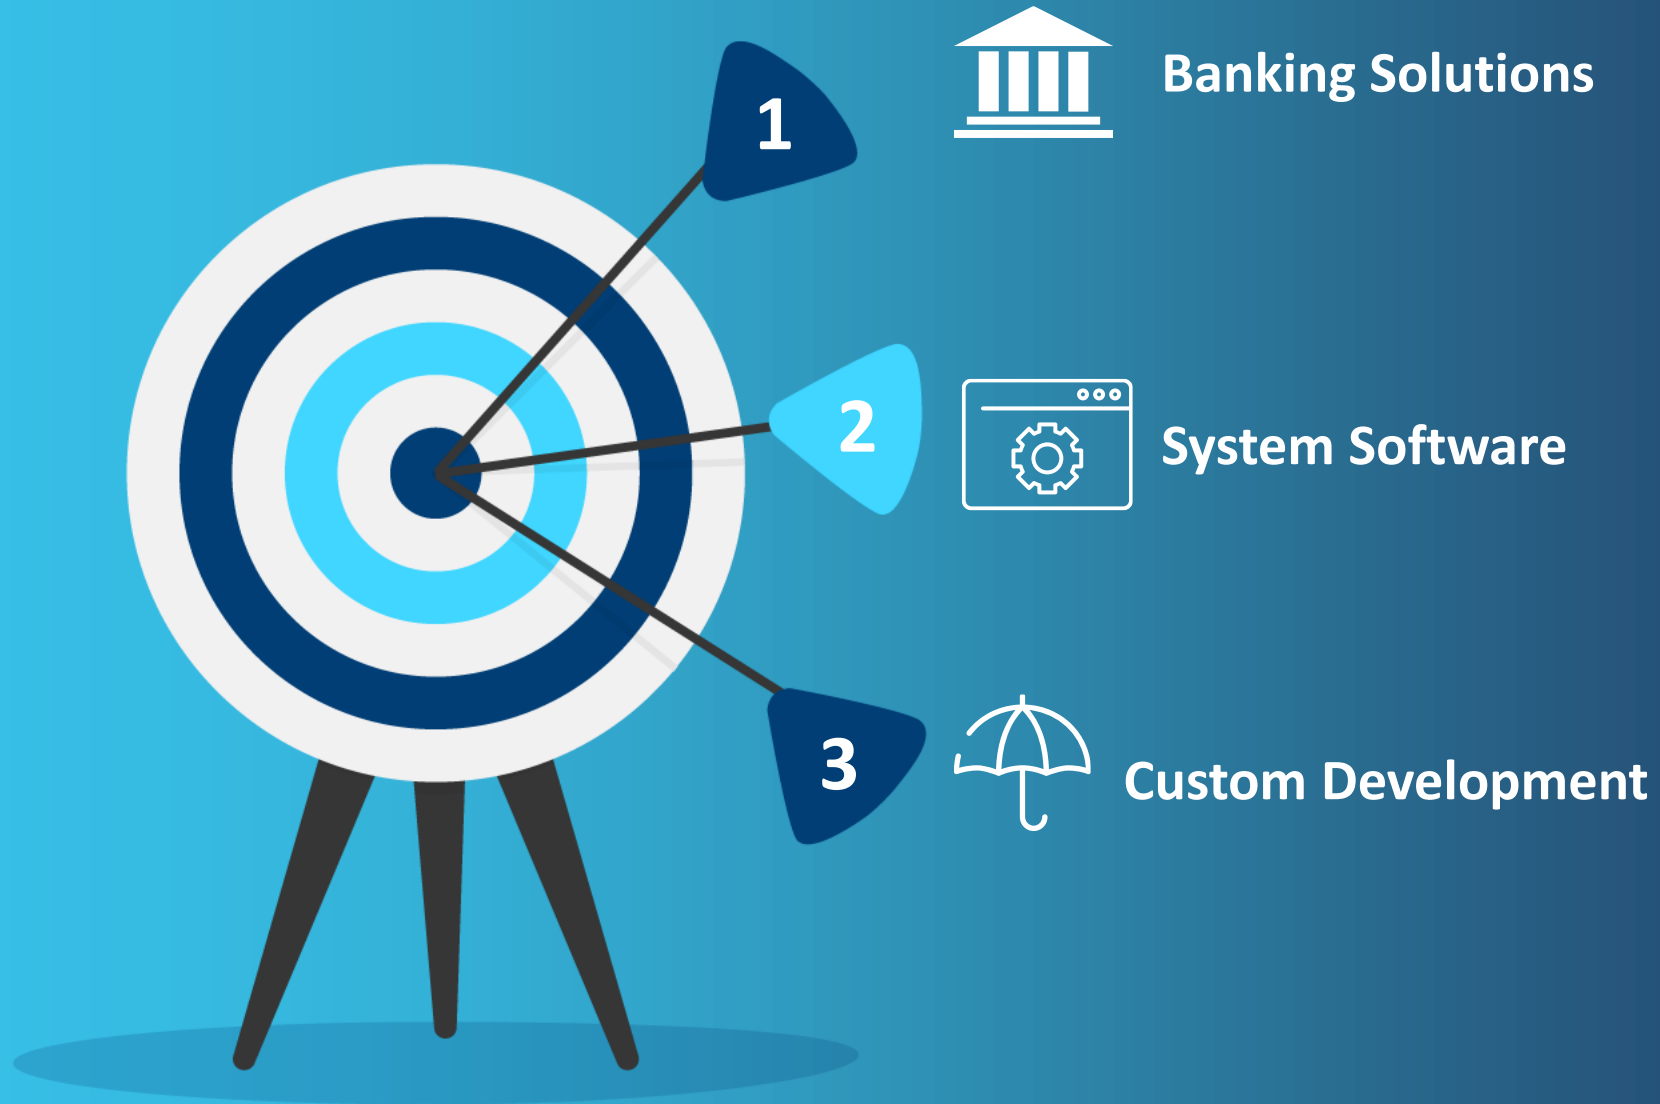 1
Banking Solutions
2
System Software
3
Custom Development